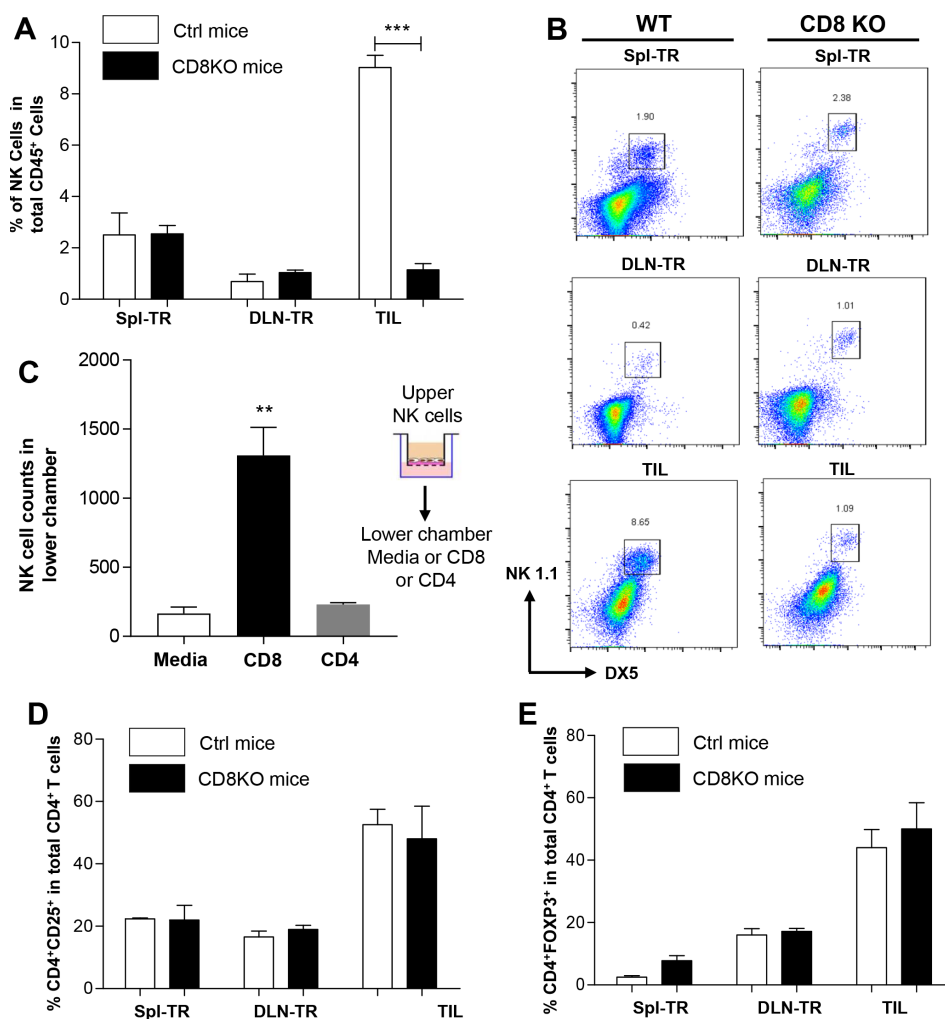 A
Ctrl mice
CD8KO mice
***
% of NK Cells in
total CD45⁺ Cells
10
8
6
4
2
0
Spl-TR DLN-TR TIL
B
WT CD8 KO
Spl-TR Spl-TR
1.90 2.38
DLN-TR DLN-TR
0.42 1.01
TIL TIL
8.65 1.09
NK 1.1
DX5
C
NK cell counts in
lower chamber
2000
1500
1000
500
0
**
Media CD8 CD4
Upper
NK cells
Lower chamber
Media or CD8
or CD4
D
Ctrl mice
CD8KO mice
% CD4⁺CD25⁺ in total CD4⁺ T cells
80
60
40
20
0
Spl-TR DLN-TR TIL
E
Ctrl mice
CD8KO mice
% CD4⁺FOXP3⁺ in total CD4⁺ T cells
80
60
40
20
0
Spl-TR DLN-TR TIL